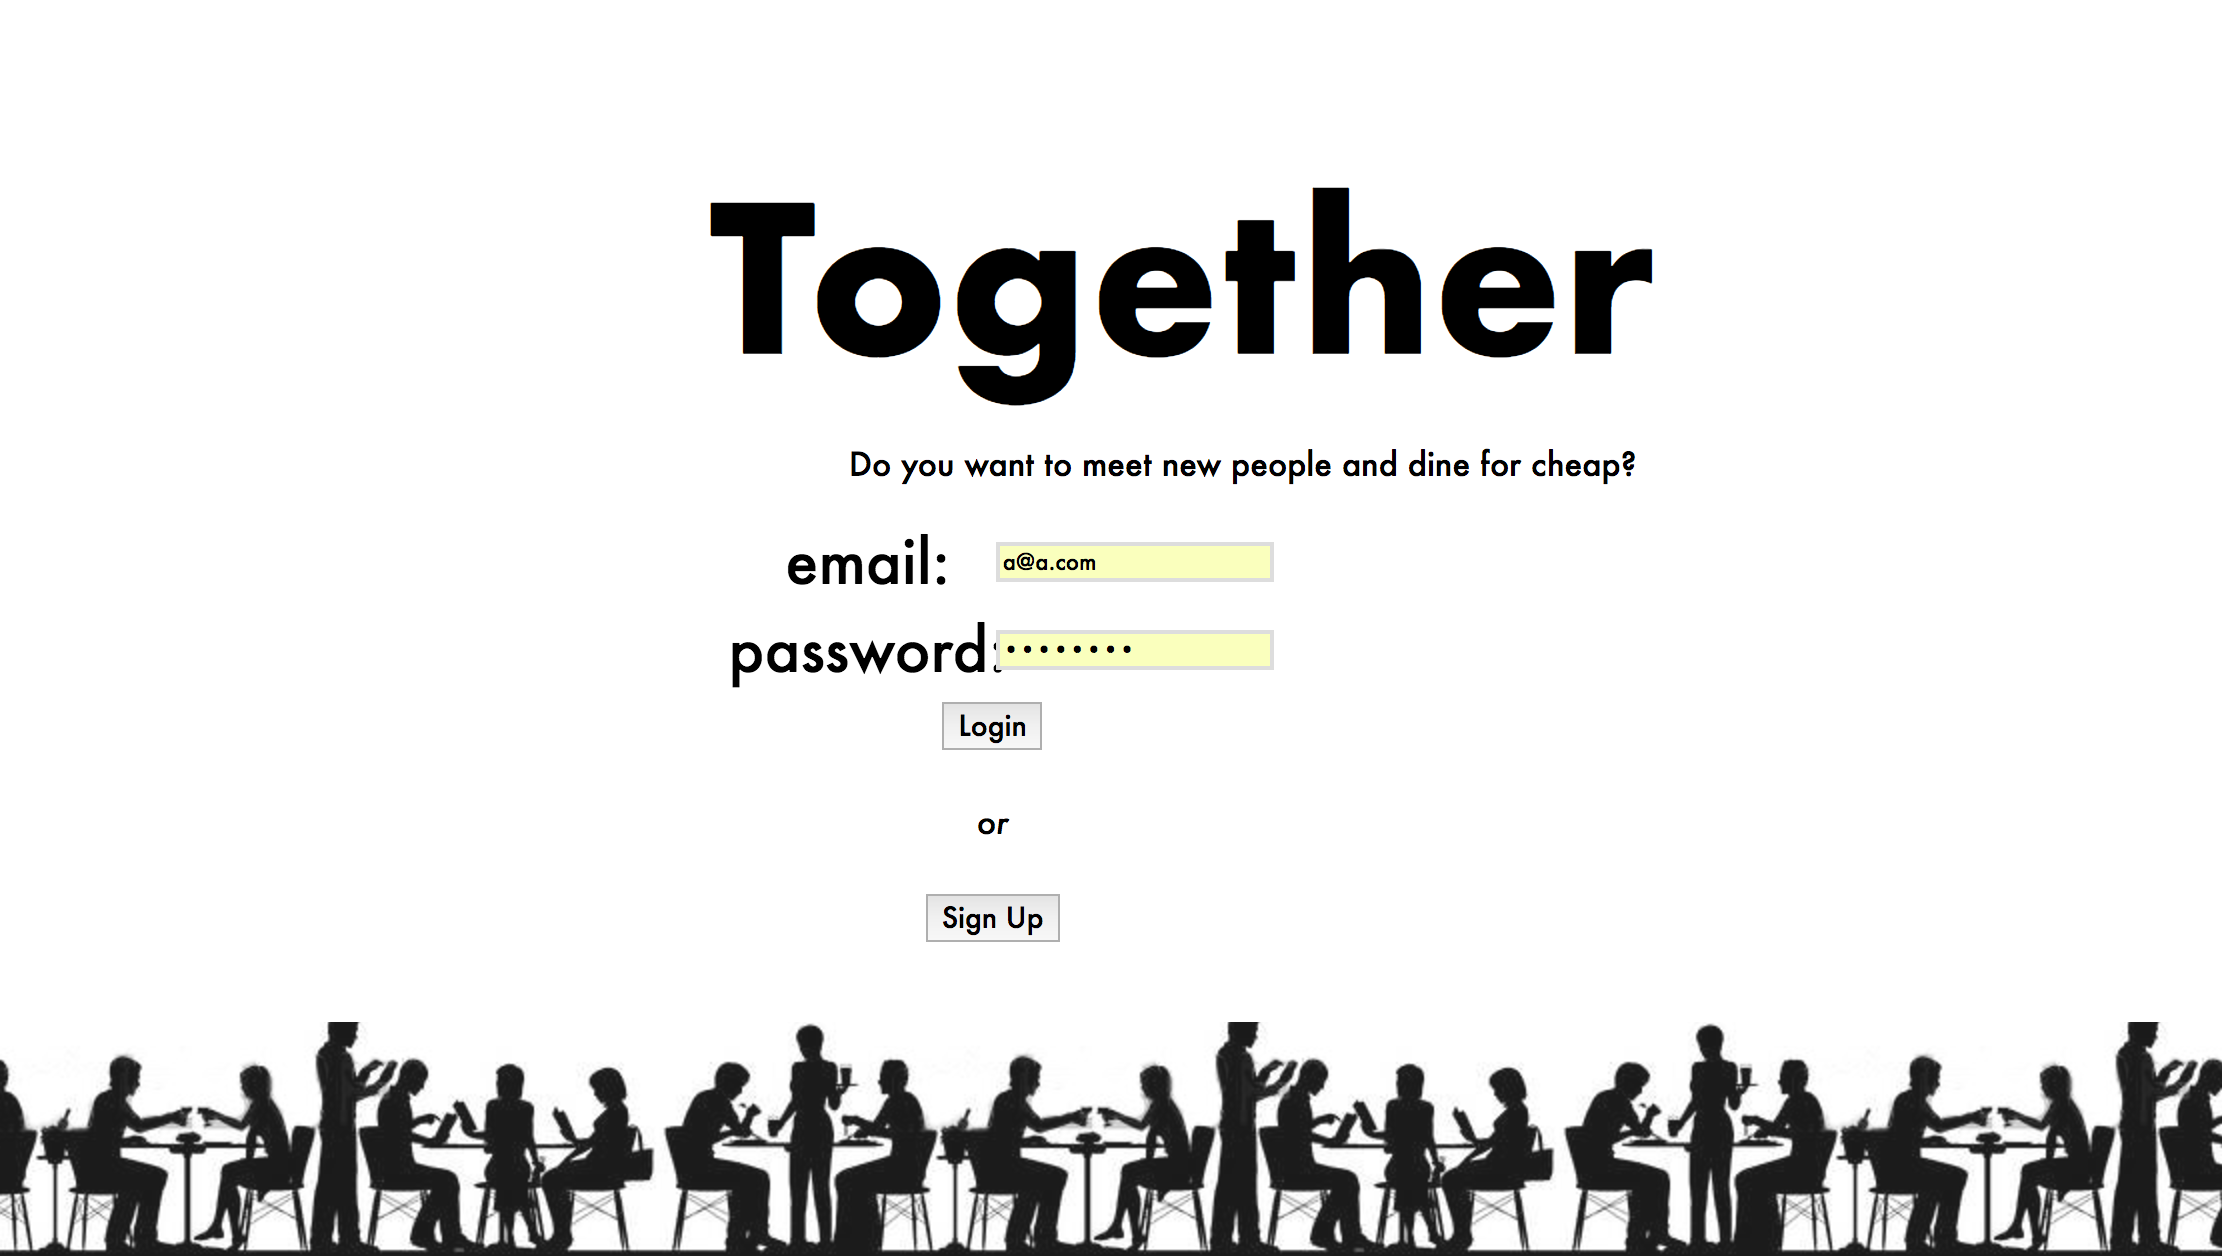 Together
Do you want to meet new people and dine for cheap?
email: a@a.com
password: ••••••••
Login
or
Sign Up